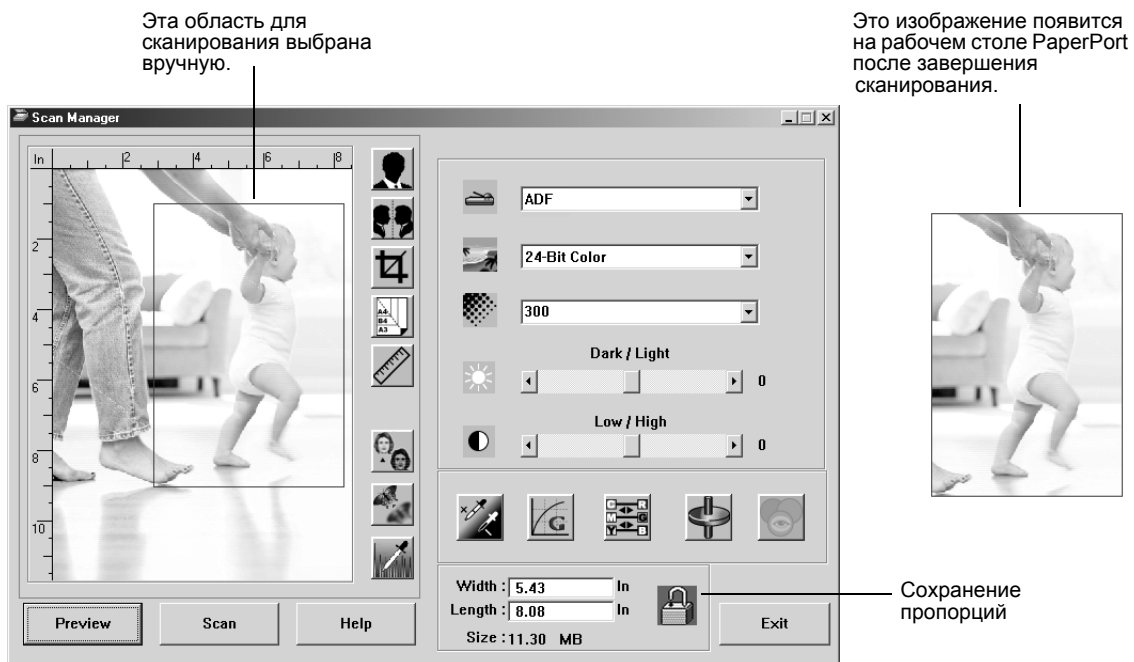 Эта область для
сканирования выбрана
вручную.
Это изображение появится
на рабочем столе PaperPort
после завершения
сканирования.
Scan Manager
In 2 4 6 8
2
4
6
8
10
A4
B4
A3
ADF
24-Bit Color
300
Dark / Light
0
Low / High
0
G
C R
M G
Y B
Width : 5.43 In
Length : 8.08 In
Size : 11.30 MB
Сохранение
пропорций
Preview Scan Help
Exit